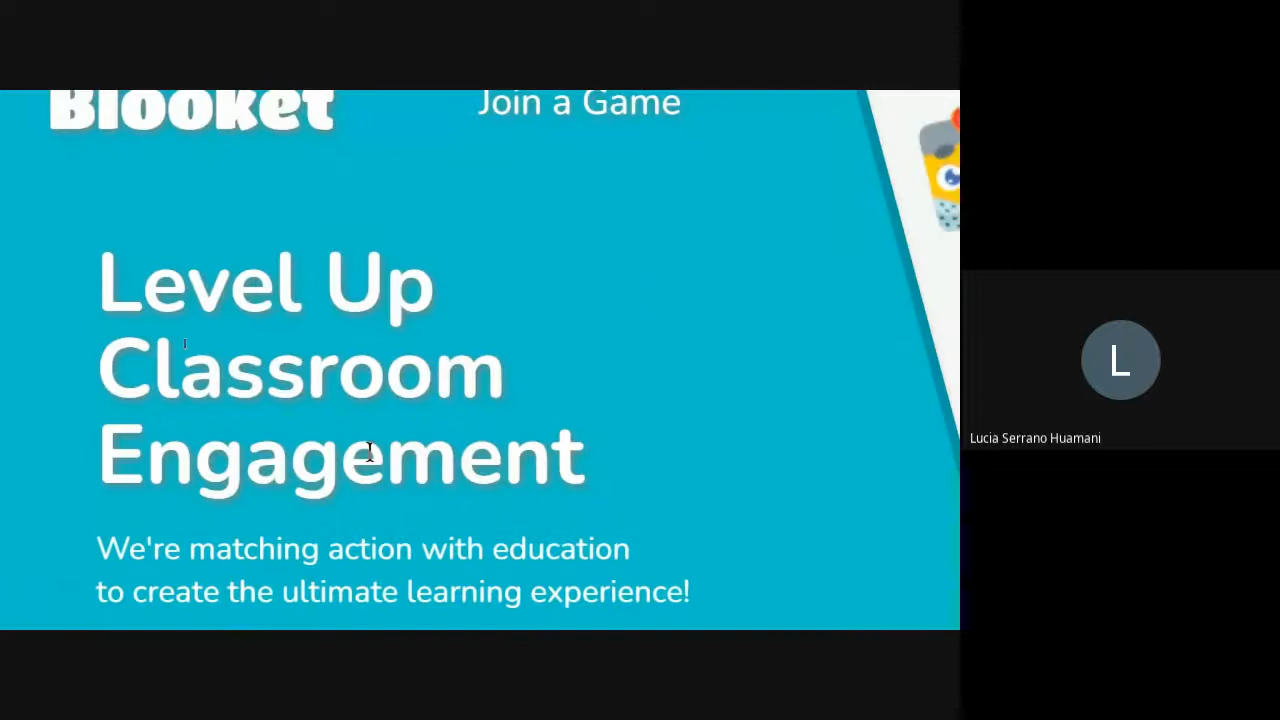 Blooket
Join a Game
Level Up
Classroom
Engagement
We're matching action with education
to create the ultimate learning experience!
L
Lucia Serrano Huamani